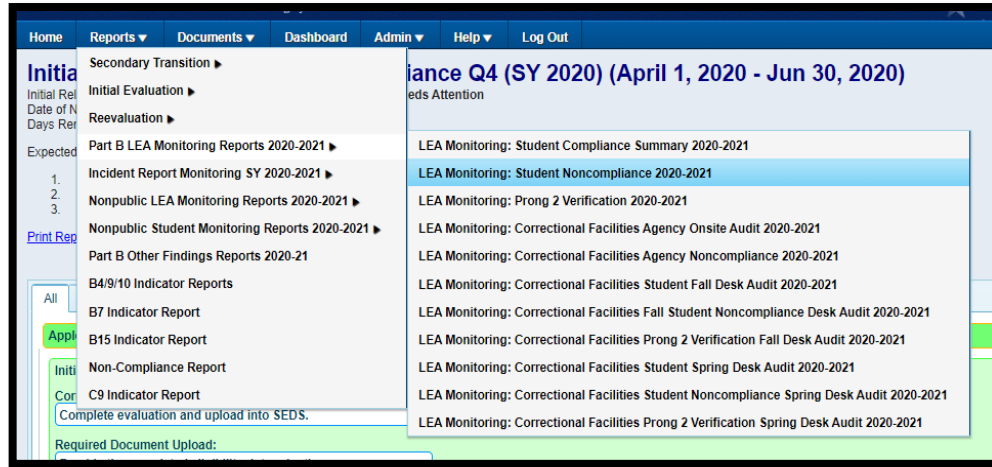 Home Reports ▼ Documents ▼ Dashboard Admin ▼ Help ▼ Log Out
Initia
iance Q4 (SY 2020) (April 1, 2020 - Jun 30, 2020)
Initial Rel
eds Attention
Date of N
Days Rer
Expected
1.
2.
3.
Print Rep
Secondary Transition ▶
Initial Evaluation ▶
Reevaluation ▶
Part B LEA Monitoring Reports 2020-2021 ▶
Incident Report Monitoring SY 2020-2021 ▶
Nonpublic LEA Monitoring Reports 2020-2021 ▶
Nonpublic Student Monitoring Reports 2020-2021 ▶
Part B Other Findings Reports 2020-21
B4/9/10 Indicator Reports
B7 Indicator Report
B15 Indicator Report
Non-Compliance Report
C9 Indicator Report
LEA Monitoring: Student Compliance Summary 2020-2021
LEA Monitoring: Student Noncompliance 2020-2021
LEA Monitoring: Prong 2 Verification 2020-2021
LEA Monitoring: Correctional Facilities Agency Onsite Audit 2020-2021
LEA Monitoring: Correctional Facilities Agency Noncompliance 2020-2021
LEA Monitoring: Correctional Facilities Student Fall Desk Audit 2020-2021
LEA Monitoring: Correctional Facilities Fall Student Noncompliance Desk Audit 2020-2021
LEA Monitoring: Correctional Facilities Prong 2 Verification Fall Desk Audit 2020-2021
LEA Monitoring: Correctional Facilities Student Spring Desk Audit 2020-2021
LEA Monitoring: Correctional Facilities Student Noncompliance Spring Desk Audit 2020-2021
LEA Monitoring: Correctional Facilities Prong 2 Verification Spring Desk Audit 2020-2021
All
Appl
Initi
Cor
Complete evaluation and upload into SEDS.
Required Document Upload: